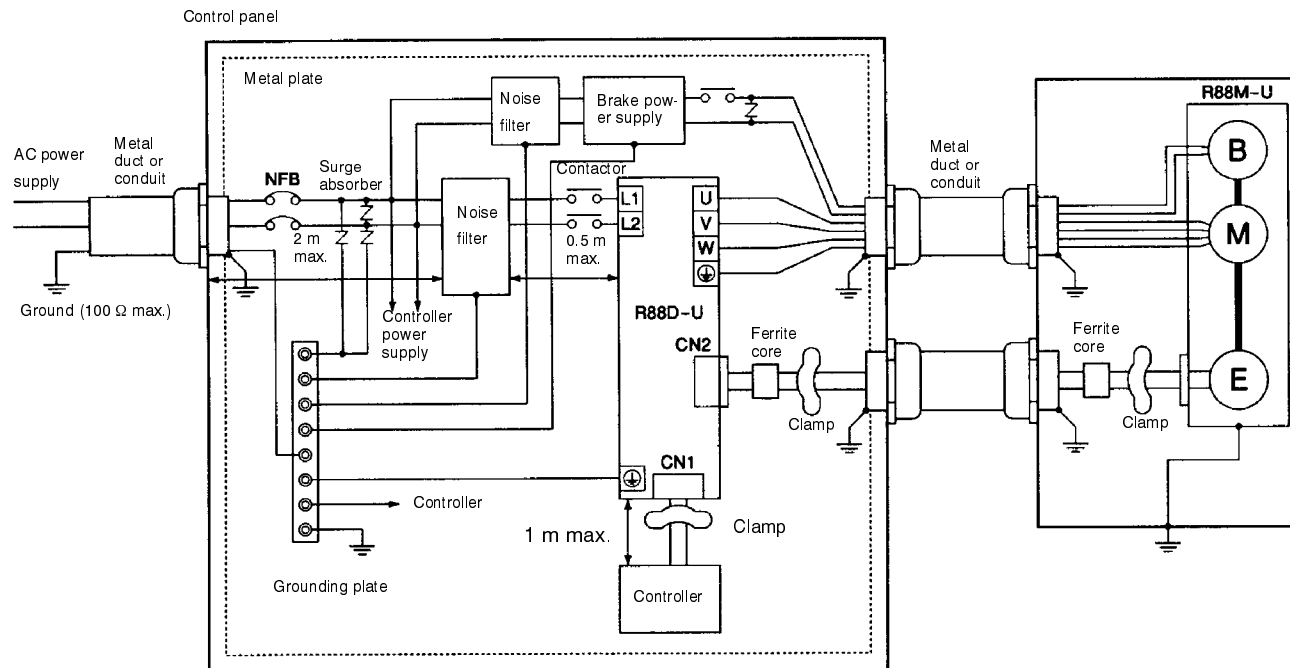 Control panel
Metal plate
R88M-U
Noise
filter
Brake pow-
er supply
B
AC power
supply
Metal
duct or
conduit
NFB
Surge
absorber
Contactor
Metal
duct or
conduit
L1
L2
U
V
W
M
Noise
filter
2 m
max.
0.5 m
max.
Ground (100 Ω max.)
Controller
power
supply
R88D-U
CN2
Ferrite
core
Ferrite
core
E
Clamp
Clamp
CN1
Controller
1 m max.
Clamp
Grounding plate
Controller